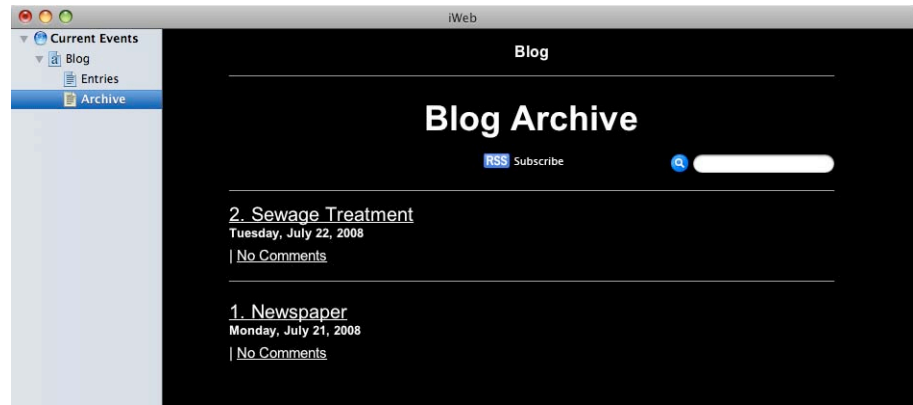 iWeb
Current Events
Blog
Entries
Archive
Blog
Blog Archive
RSS Subscribe
2. Sewage Treatment
Tuesday, July 22, 2008
| No Comments
1. Newspaper
Monday, July 21, 2008
| No Comments